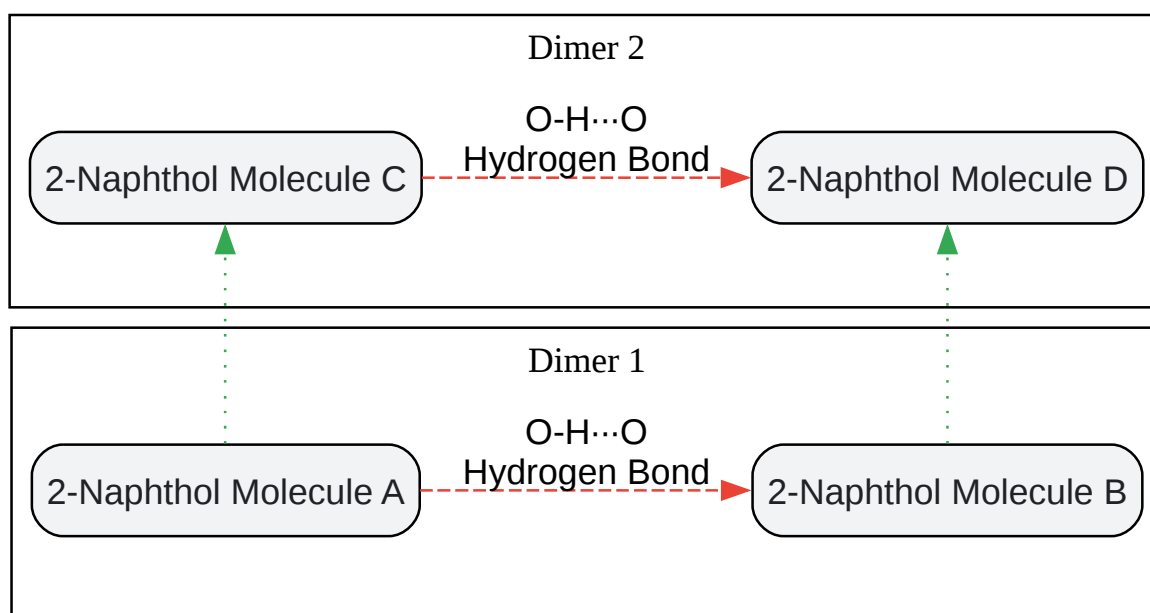 Dimer 2
O-H···O
Hydrogen Bond
2-Naphthol Molecule C
2-Naphthol Molecule D
Dimer 1
O-H···O
Hydrogen Bond
2-Naphthol Molecule A
2-Naphthol Molecule B